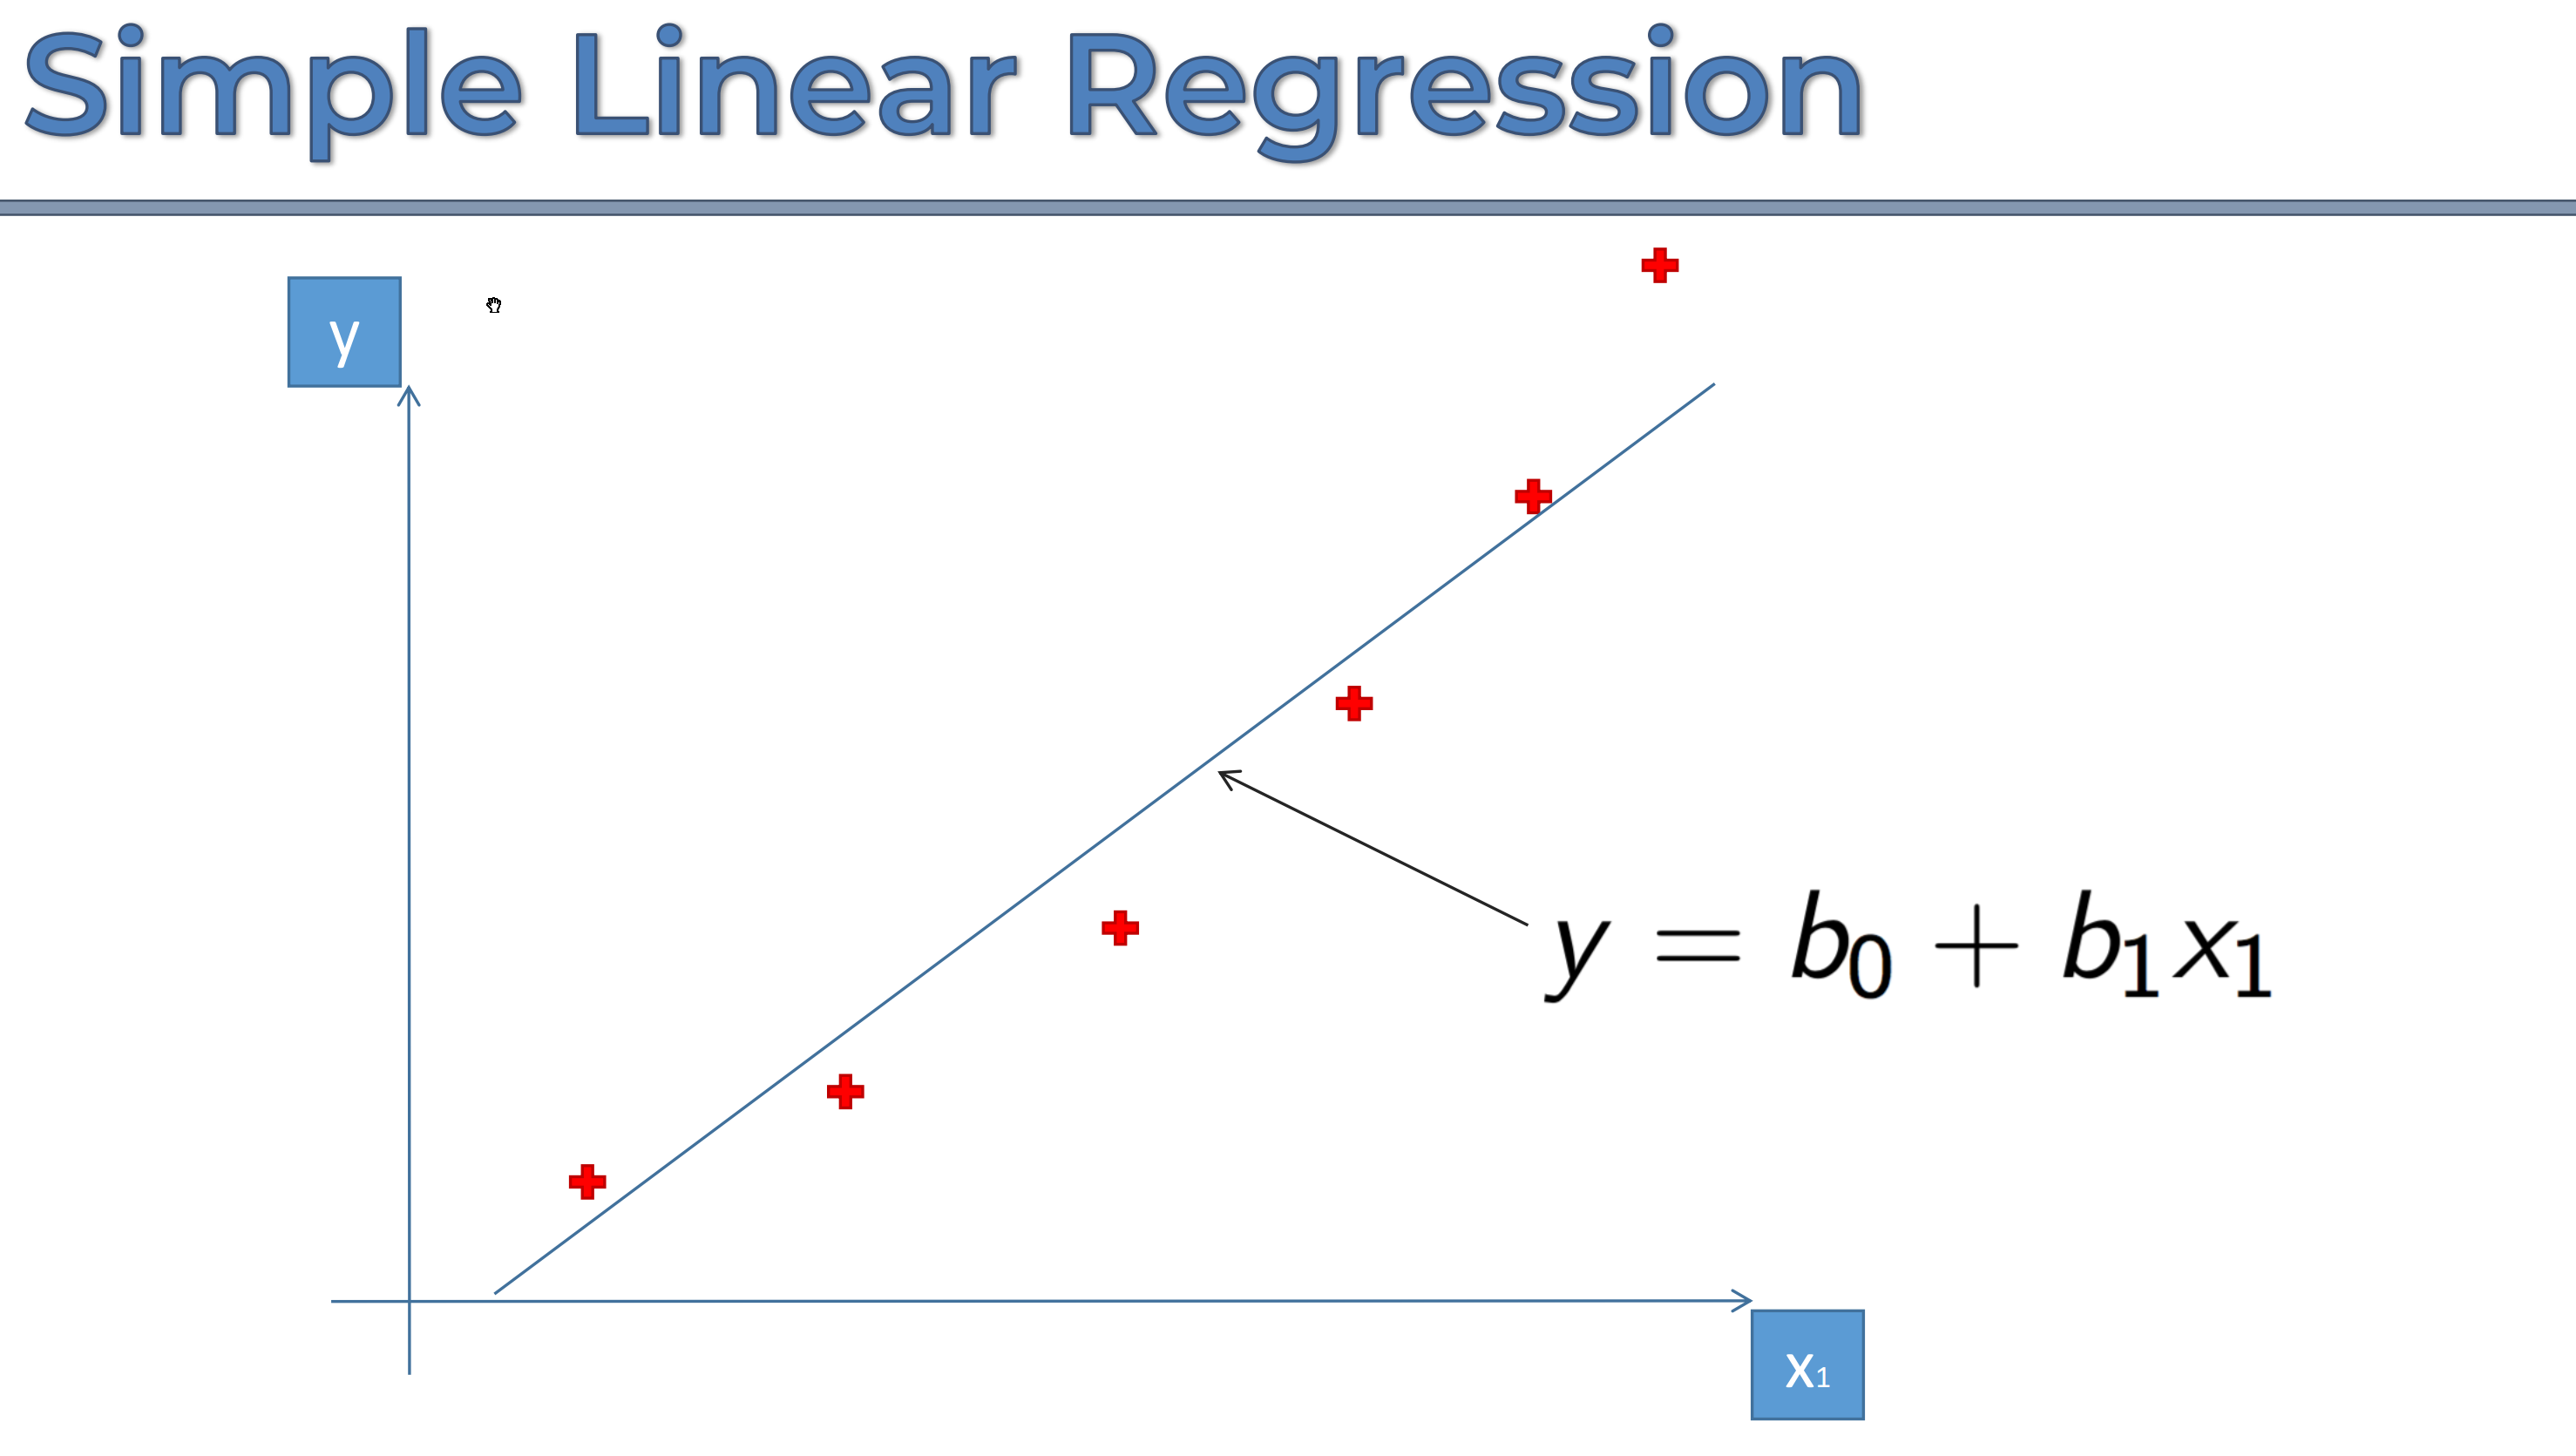 Simple Linear Regression
y
y = b₀ + b₁x₁
X₁